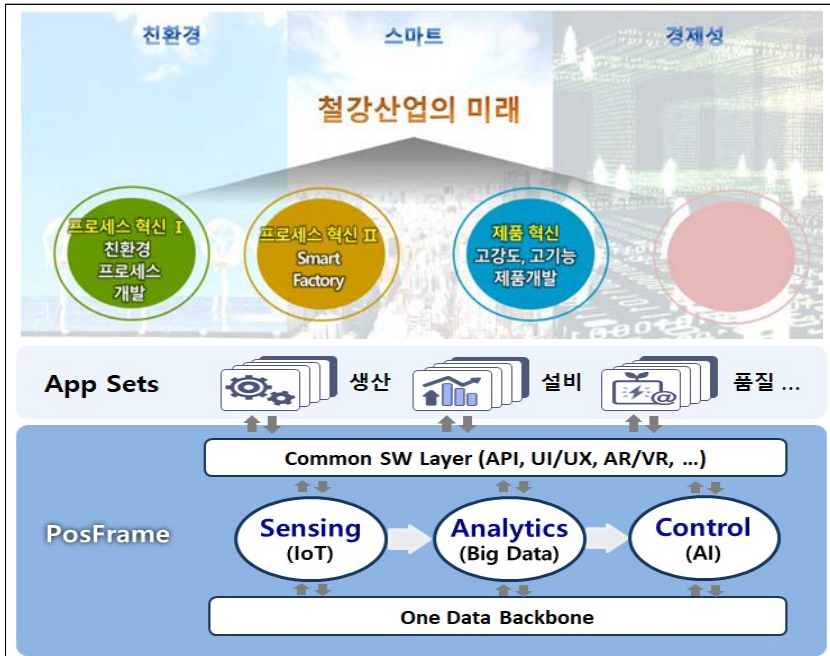 친환경
스마트
경제성
철강산업의 미래
프로세스 혁신 Ⅰ
친환경
프로세스
개발
프로세스 혁신 Ⅱ
Smart
Factory
제품 혁신
고강도, 고기능
제품개발
App Sets
생산
설비
품질 ...
PosFrame
Common SW Layer (API, UI/UX, AR/VR, ...)
Sensing
(IoT)
Analytics
(Big Data)
Control
(AI)
One Data Backbone